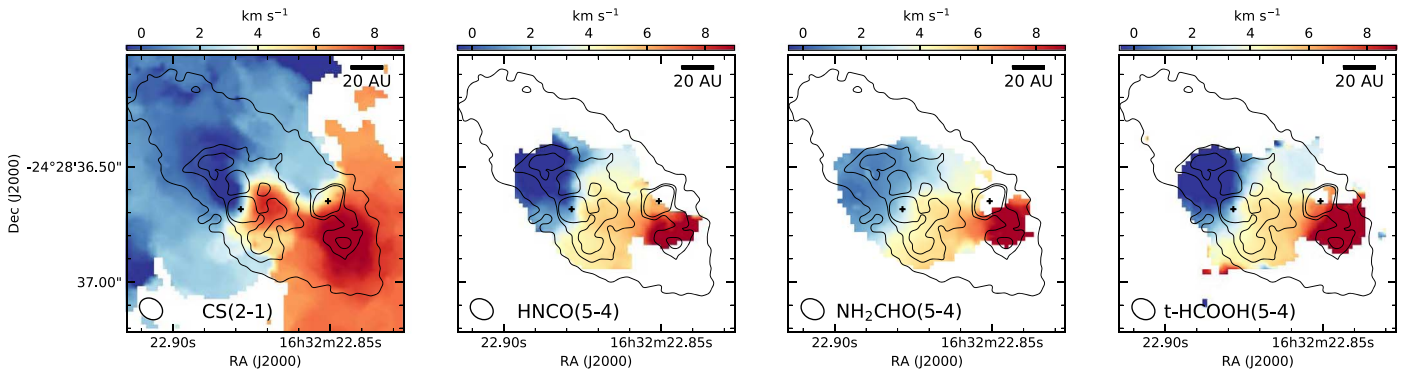 km s⁻¹ km s⁻¹ km s⁻¹ km s⁻¹
0 2 4 6 8 0 2 4 6 8 0 2 4 6 8 0 2 4 6 8
20 AU 20 AU 20 AU 20 AU
-24°28'36.50"
Dec (J2000)
37.00"
CS(2-1) HNCO(5-4) NH₂CHO(5-4) t-HCOOH(5-4)
22.90s 16h32m22.85s 22.90s 16h32m22.85s 22.90s 16h32m22.85s 22.90s 16h32m22.85s
RA (J2000) RA (J2000) RA (J2000) RA (J2000)